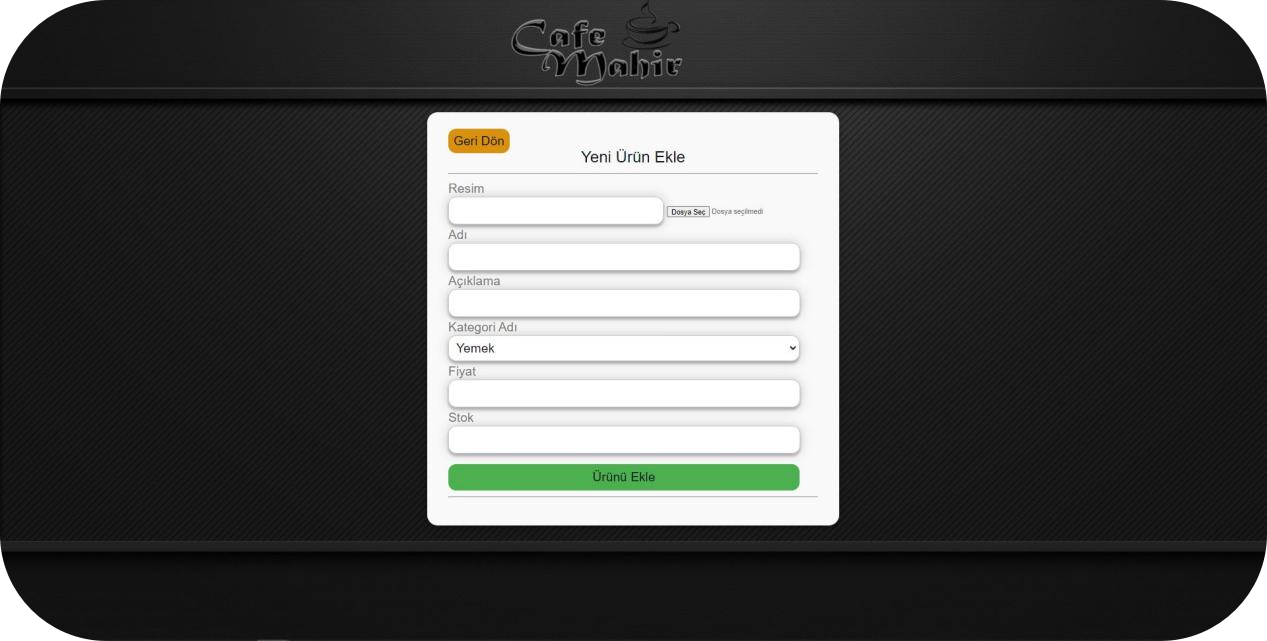 Cafe
Mahir
Geri Dön
Yeni Ürün Ekle
Resim
Dosya Seç Dosya seçilmedi
Adı
Açıklama
Kategori Adı
Yemek
Fiyat
Stok
Ürünü Ekle